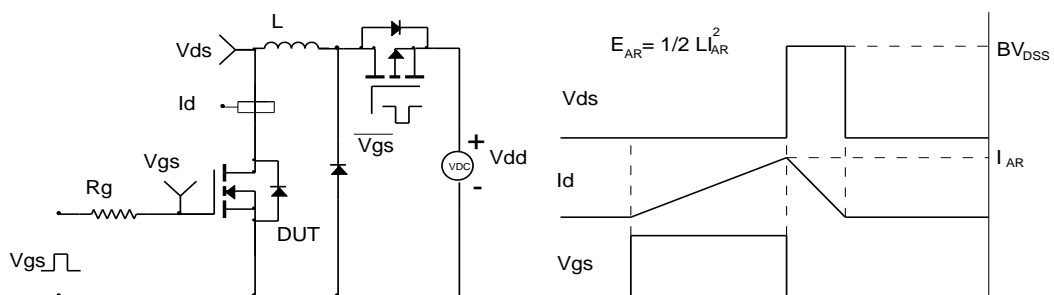 L
Vds
Id
Vgs
Rg
Vgs
DUT
Vgs
+
VDC
-
Vdd
E_AR= 1/2 LI²_AR
BV_DSS
Vds
I_AR
Id
Vgs